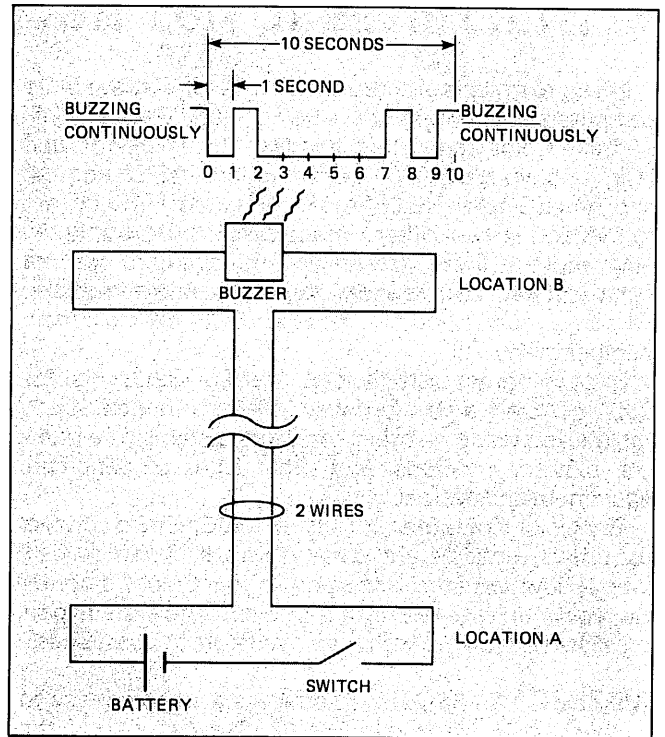 10 SECONDS
1 SECOND
BUZZING
CONTINUOUSLY
BUZZING
CONTINUOUSLY
0 1 2 3 4 5 6 7 8 9 10
BUZZER
LOCATION B
2 WIRES
LOCATION A
SWITCH
BATTERY